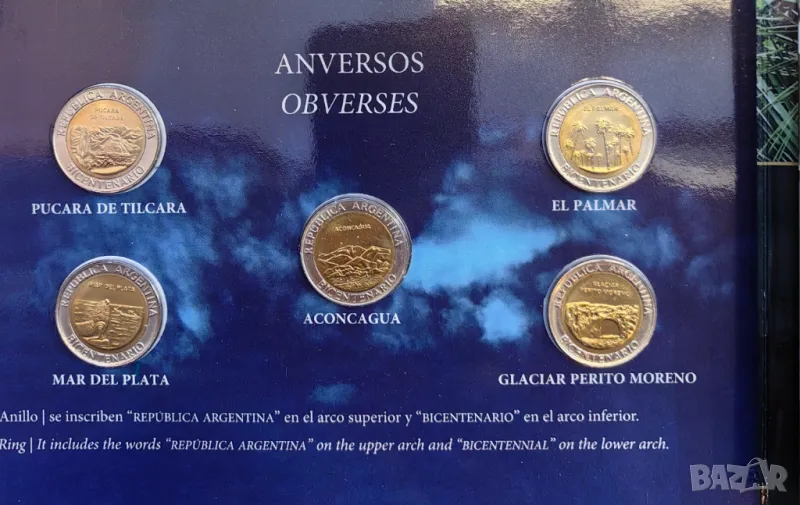 ANVERSOS
OBVERSES
REPÚBLICA ARGENTINA
PUCARA
DE TILCARA
BICENTENARIO
PUCARA DE TILCARA
REPÚBLICA ARGENTINA
EL PALMAR
BICENTENARIO
EL PALMAR
REPÚBLICA ARGENTINA
ACONCAGUA
BICENTENARIO
ACONCAGUA
REPÚBLICA ARGENTINA
MAR DEL PLATA
BICENTENARIO
MAR DEL PLATA
REPÚBLICA ARGENTINA
GLACIAR
PERITO MORENO
BICENTENARIO
GLACIAR PERITO MORENO
Anillo | se inscriben “REPÚBLICA ARGENTINA” en el arco superior y “BICENTENARIO” en el arco inferior.
Ring | It includes the words “REPÚBLICA ARGENTINA” on the upper arch and “BICENTENNIAL” on the lower arch.
BAZAR